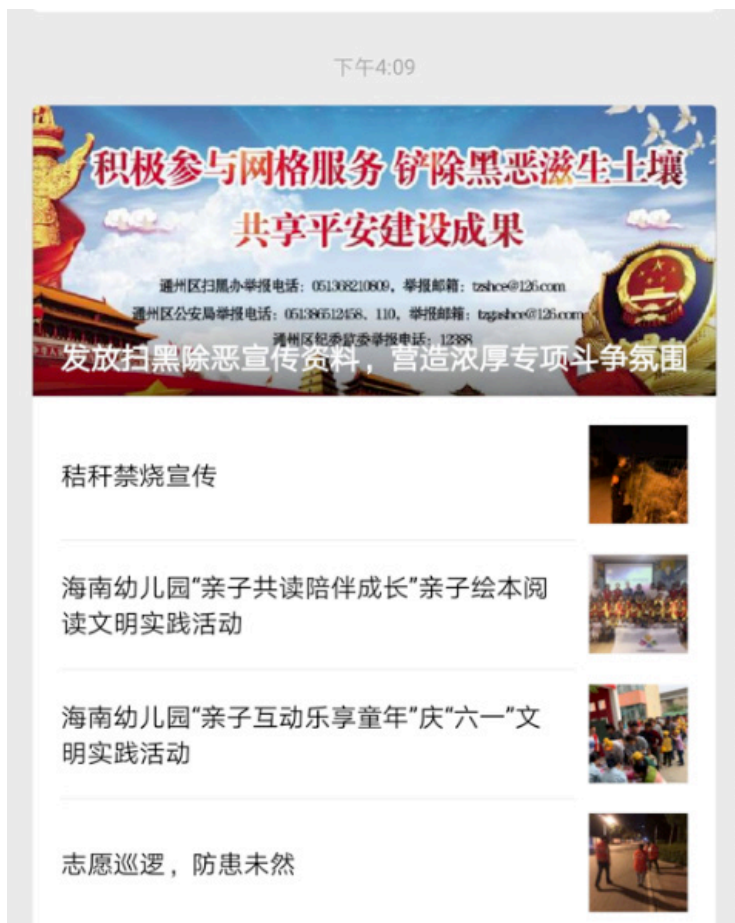 下午4:09
积极参与网格服务 铲除黑恶滋生土壤
共享平安建设成果
通州区扫黑办举报电话：051368210809，举报邮箱：tzshce@126.com
通州区公安局举报电话：051386512458、110，举报邮箱：tzgashce@126.com
通州区纪委监委举报电话：12388
发放扫黑除恶宣传资料，营造浓厚专项斗争氛围
秸秆禁烧宣传
海南幼儿园“亲子共读陪伴成长”亲子绘本阅
读文明实践活动
海南幼儿园“亲子互动乐享童年”庆“六一”文
明实践活动
志愿巡逻，防患未然